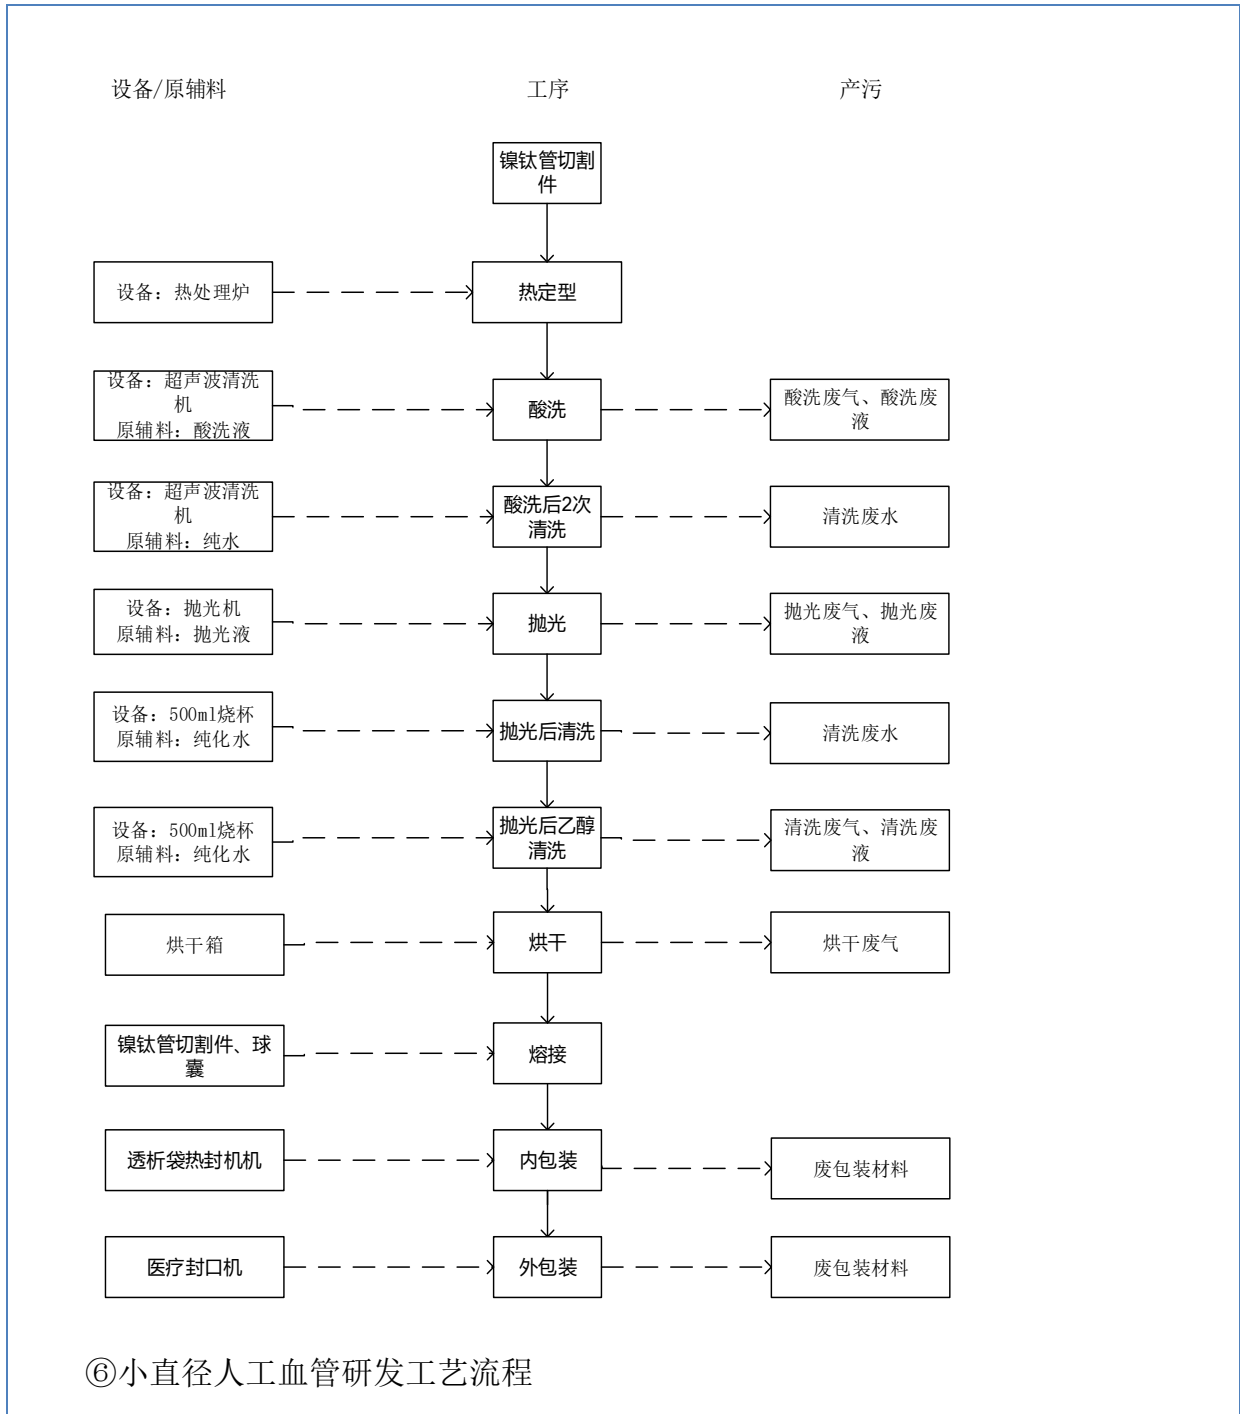 设备/原辅料 工序 产污
镍钛管切割
件
设备：热处理炉
热定型
设备：超声波清洗
机
原辅料：酸洗液
酸洗
酸洗废气、酸洗废
液
设备：超声波清洗
机
原辅料：纯水
酸洗后2次
清洗
清洗废水
设备：抛光机
原辅料：抛光液
抛光
抛光废气、抛光废
液
设备：500ml烧杯
原辅料：纯化水
抛光后清洗
清洗废水
设备：500ml烧杯
原辅料：纯化水
抛光后乙醇
清洗
清洗废气、清洗废
液
烘干箱
烘干
烘干废气
镍钛管切割件、球
囊
熔接
透析袋热封机机
内包装
废包装材料
医疗封口机
外包装
废包装材料
⑥小直径人工血管研发工艺流程